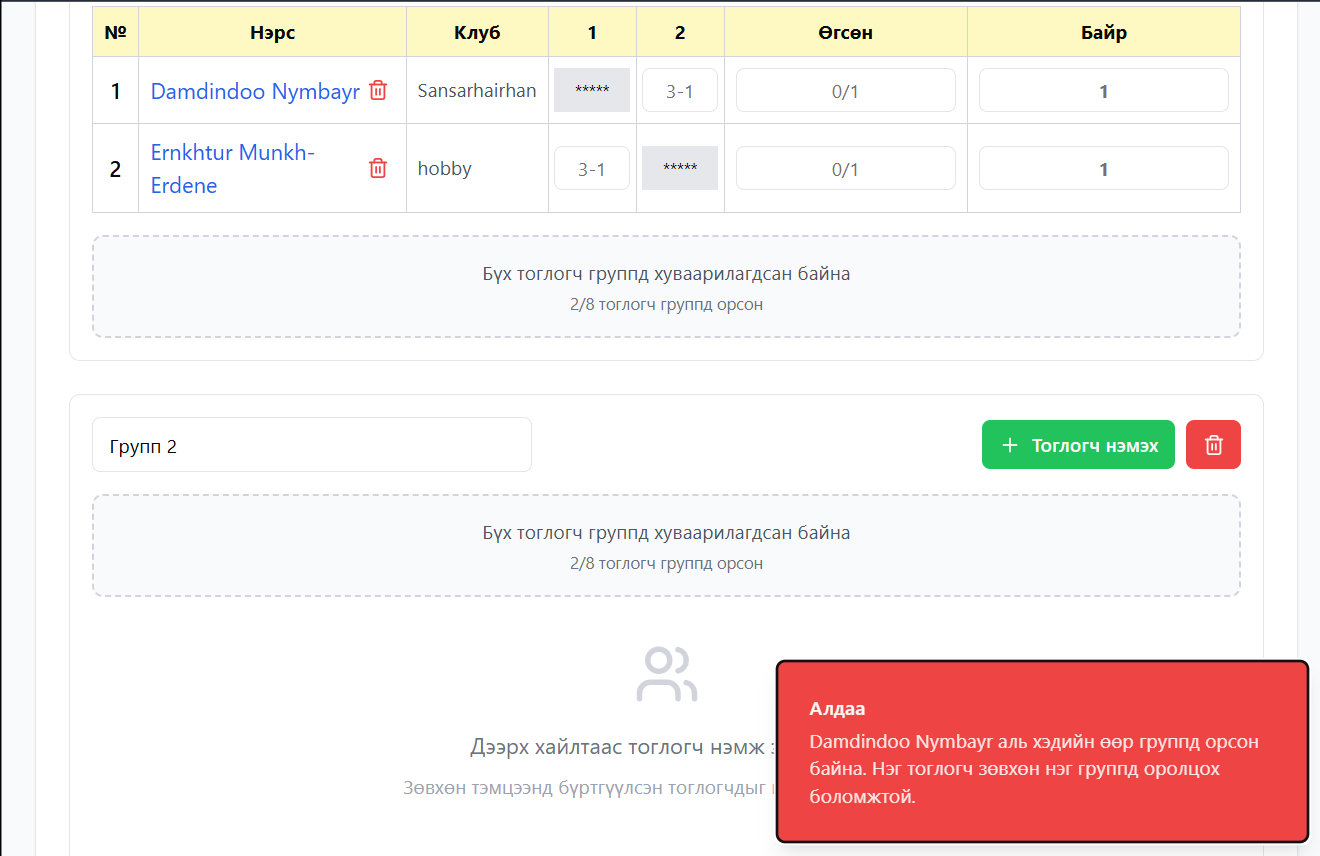 № Нэрс Клуб 1 2 Өгсөн Байр
1 Damdindoo Nymbayr Sansarhairhan ***** 3-1 0/1 1
2 Ernkhtur Munkh-
Erdene hobby 3-1 ***** 0/1 1
Бүх тоглогч группд хуваарилагдсан байна
2/8 тоглогч группд орсон
Групп 2
+ Тоглогч нэмэх
Бүх тоглогч группд хуваарилагдсан байна
2/8 тоглогч группд орсон
Дээрх хайлтаас тоглогч нэмж
Зөвхөн тэмцээнд бүртгүүлсэн тоглогчдыг
Алдаа
Damdindoo Nymbayr аль хэдийн өөр группд орсон
байна. Нэг тоглогч зөвхөн нэг группд оролцох
боломжтой.